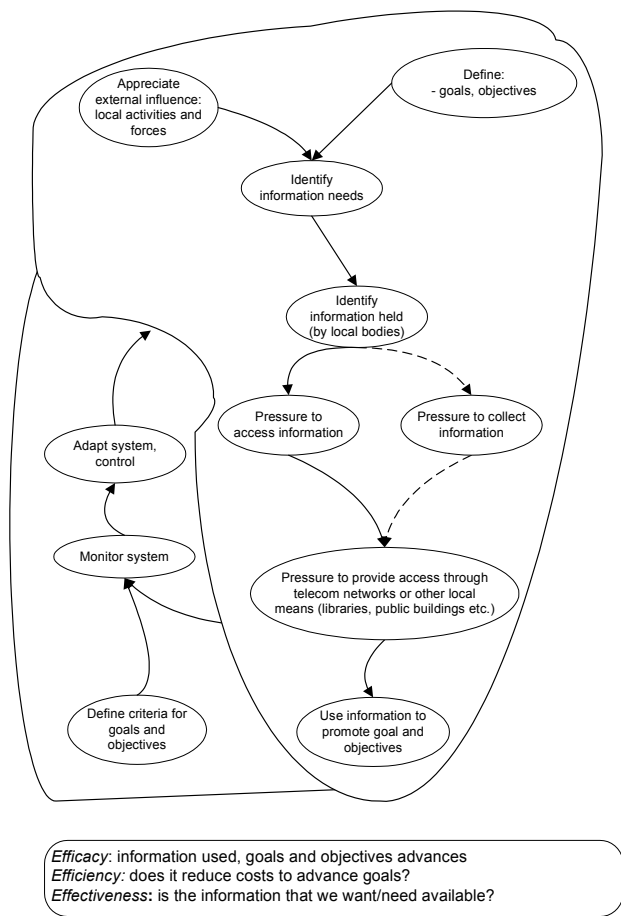 Appreciate
external influence:
local activities and
forces
Define:
- goals, objectives
Identify
information needs
Identify
information held
(by local bodies)
Pressure to
access information
Pressure to collect
information
Adapt system,
control
Monitor system
Pressure to provide access through
telecom networks or other local
means (libraries, public buildings etc.)
Define criteria for
goals and
objectives
Use information to
promote goal and
objectives
Efficacy: information used, goals and objectives advances
Efficiency: does it reduce costs to advance goals?
Effectiveness: is the information that we want/need available?